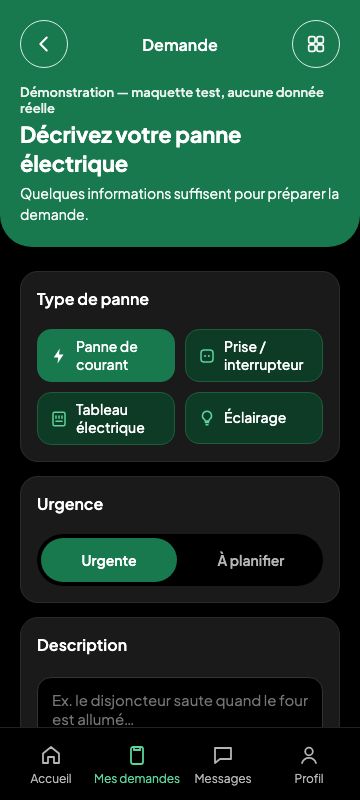 Demande
Démonstration — maquette test, aucune donnée
réelle
Décrivez votre panne
électrique
Quelques informations suffisent pour préparer la
demande.
Type de panne
Panne de
courant
Prise /
interrupteur
Tableau
électrique
Éclairage
Urgence
Urgente
À planifier
Description
Ex. le disjoncteur saute quand le four
est allumé…
Accueil
Mes demandes
Messages
Profil